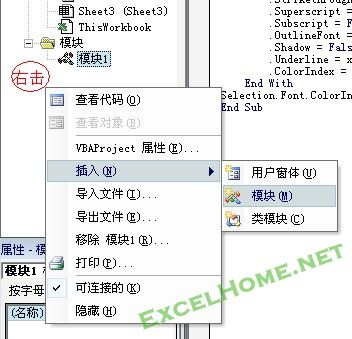 Sheet3 (Sheet3)
ThisWorkbook
模块
模块1
右击
.Superscript =
.Subscript = F
.OutlineFont =
.Shadow = Fals
.Underline = x
.ColorIndex =
End With
Selection.Font.ColorIn
End Sub
查看代码(O)
查看对象(B)
VBAProject 属性(E)...
插入(N)
导入文件(I)...
导出文件(E)...
移除 模块1(R)...
打印(P)...
可连接的(K)
隐藏(H)
用户窗体(U)
模块(M)
类模块(C)
属性 - 模
模块1
按字母
(名称)
EXCELHOME.NET